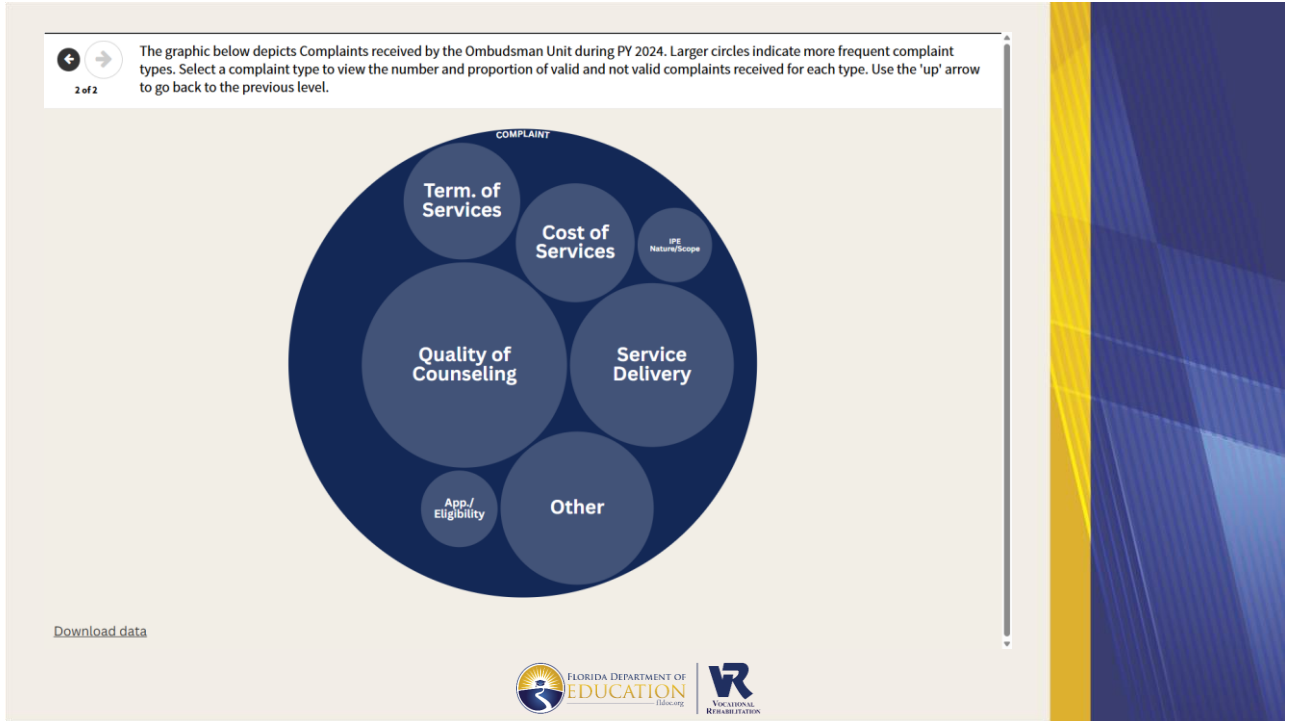 The graphic below depicts Complaints received by the Ombudsman Unit during PY 2024. Larger circles indicate more frequent complaint
types. Select a complaint type to view the number and proportion of valid and not valid complaints received for each type. Use the 'up' arrow
to go back to the previous level.
2 of 2
COMPLAINT
Term. of
Services
Cost of
Services
IPE
Nature/Scope
Quality of
Counseling
Service
Delivery
App./
Eligibility
Other
Download data
FLORIDA DEPARTMENT OF
EDUCATION
fldoe.org
VR
VOCATIONAL
REHABILITATION